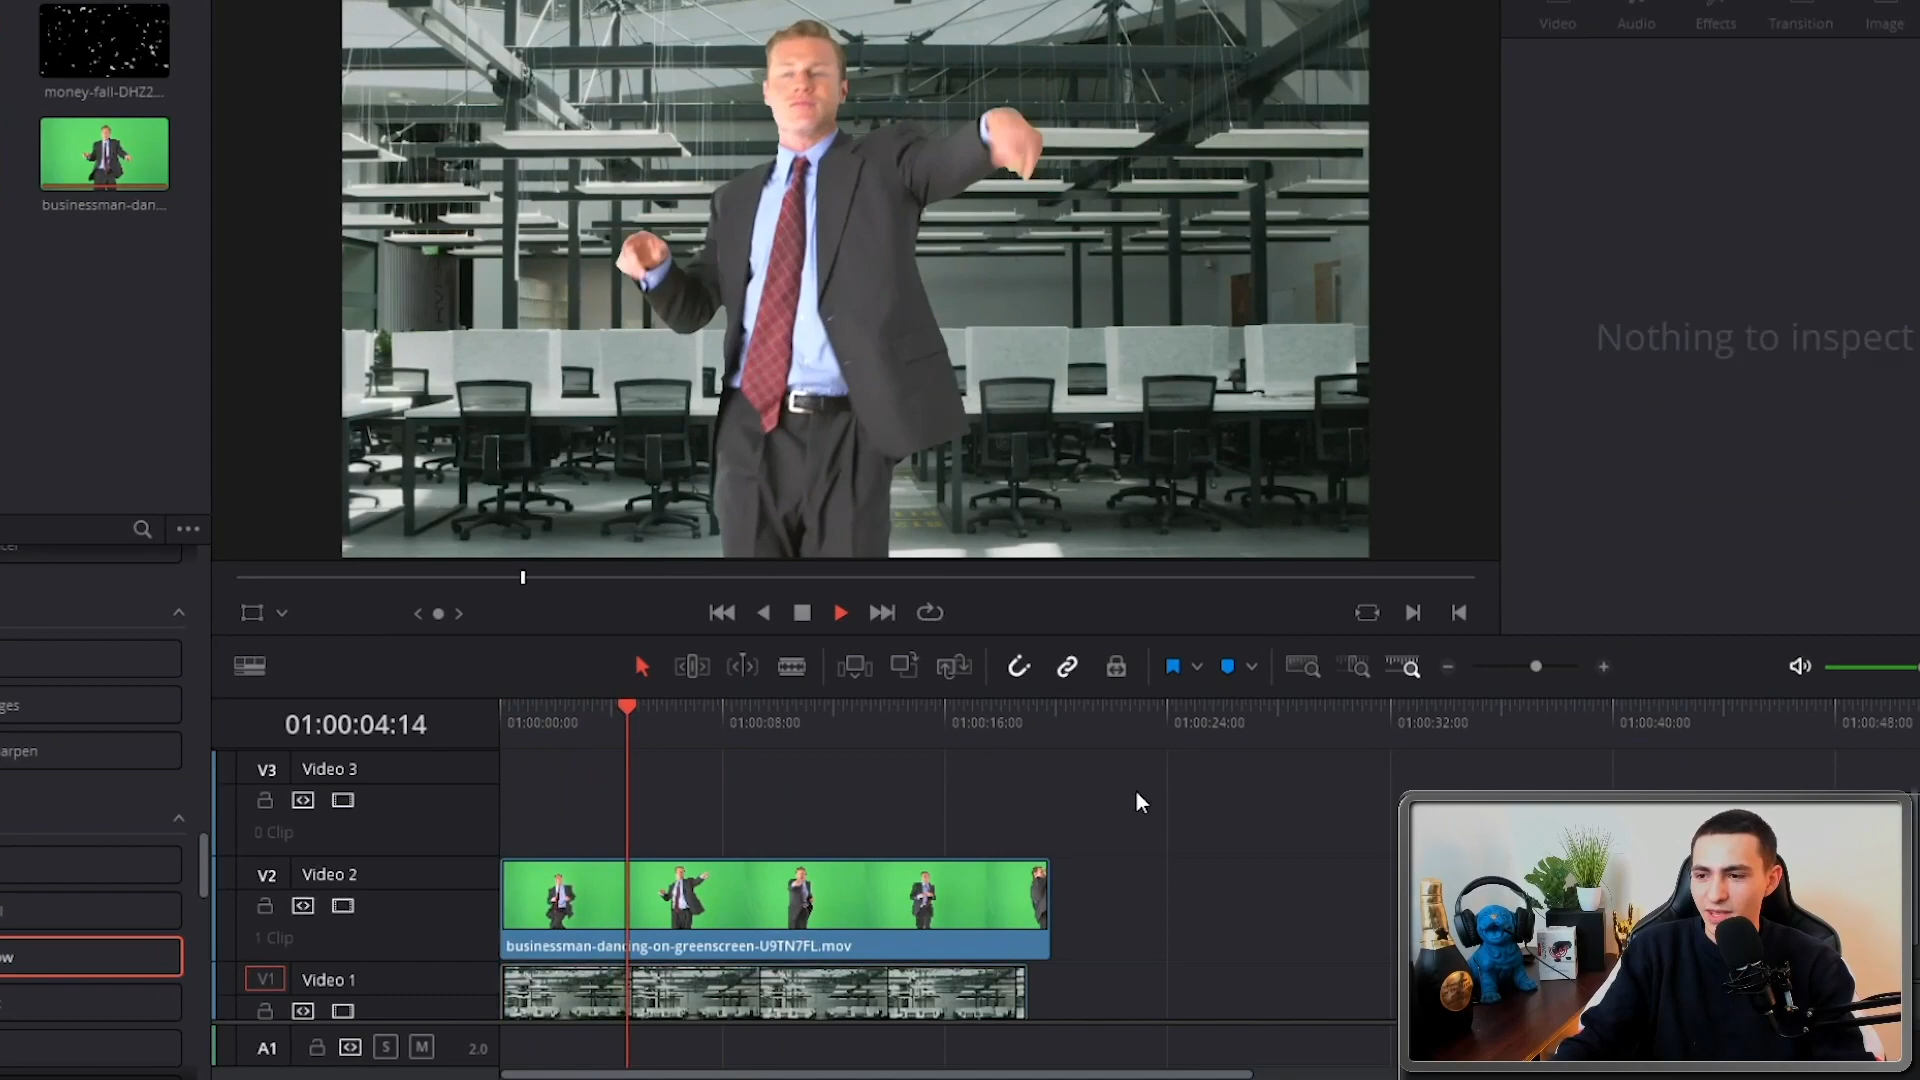 Video Audio Effects Transition Image
money-fall-DHZ2...
businessman-dan...
Nothing to inspect
ges
arpen
ow
01:00:04:14
01:00:00:00 01:00:08:00 01:00:16:00 01:00:24:00 01:00:32:00 01:00:40:00 01:00:48:00
V3 Video 3
0 Clip
V2 Video 2
1 Clip
businessman-dancing-on-greenscreen-U9TN7FL.mov
V1 Video 1
A1 S M 2.0